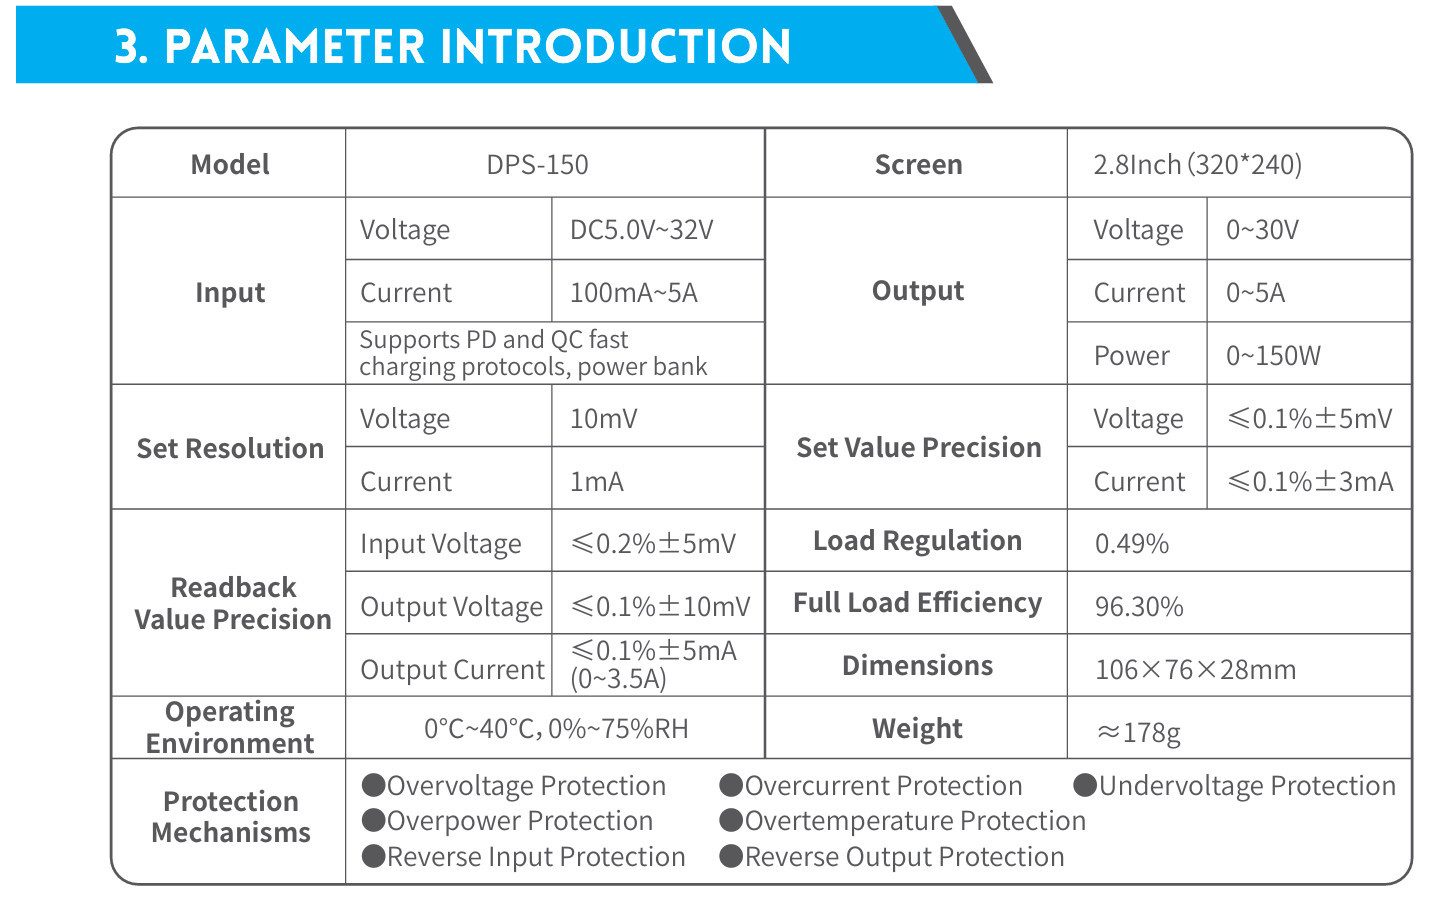 3. PARAMETER INTRODUCTION
Model
DPS-150
Screen
2.8Inch (320*240)
Input
Voltage
DC5.0V~32V
Current
100mA~5A
Supports PD and QC fast
charging protocols, power bank
Output
Voltage
0~30V
Current
0~5A
Power
0~150W
Set Resolution
Voltage
10mV
Current
1mA
Set Value Precision
Voltage
≤0.1%±5mV
Current
≤0.1%±3mA
Readback
Value Precision
Input Voltage
≤0.2%±5mV
Output Voltage
≤0.1%±10mV
Output Current
≤0.1%±5mA
(0~3.5A)
Load Regulation
0.49%
Full Load Efficiency
96.30%
Dimensions
106×76×28mm
Operating
Environment
0°C~40°C, 0%~75%RH
Weight
≈178g
Protection
Mechanisms
●Overvoltage Protection ●Overcurrent Protection ●Undervoltage Protection
●Overpower Protection ●Overtemperature Protection
●Reverse Input Protection ●Reverse Output Protection